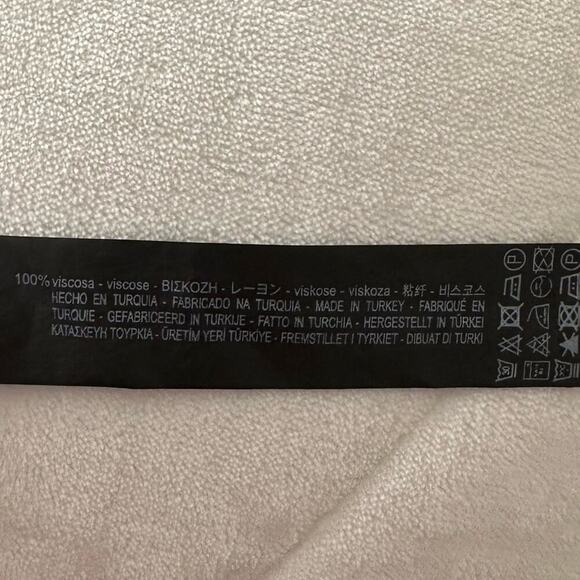 100% viscosa - viscose - ΒΙΣΚΟΖΗ - レーヨン - viskose - viskoza - 粘纤 - 비스코스
HECHO EN TURQUIA - FABRICADO NA TURQUIA - MADE IN TURKEY - FABRIQUÉ EN
TURQUIE - GEFABRICEERD IN TURKIJE - FATTO IN TURCHIA - HERGESTELLT IN TÜRKEI
ΚΑΤΑΣΚΕΥΗ ΤΟΥΡΚΙΑ - ÜRETİM YERİ TÜRKİYE - FREMSTILLET I TYRKIET - DIBUAT DI TURKI
P
P